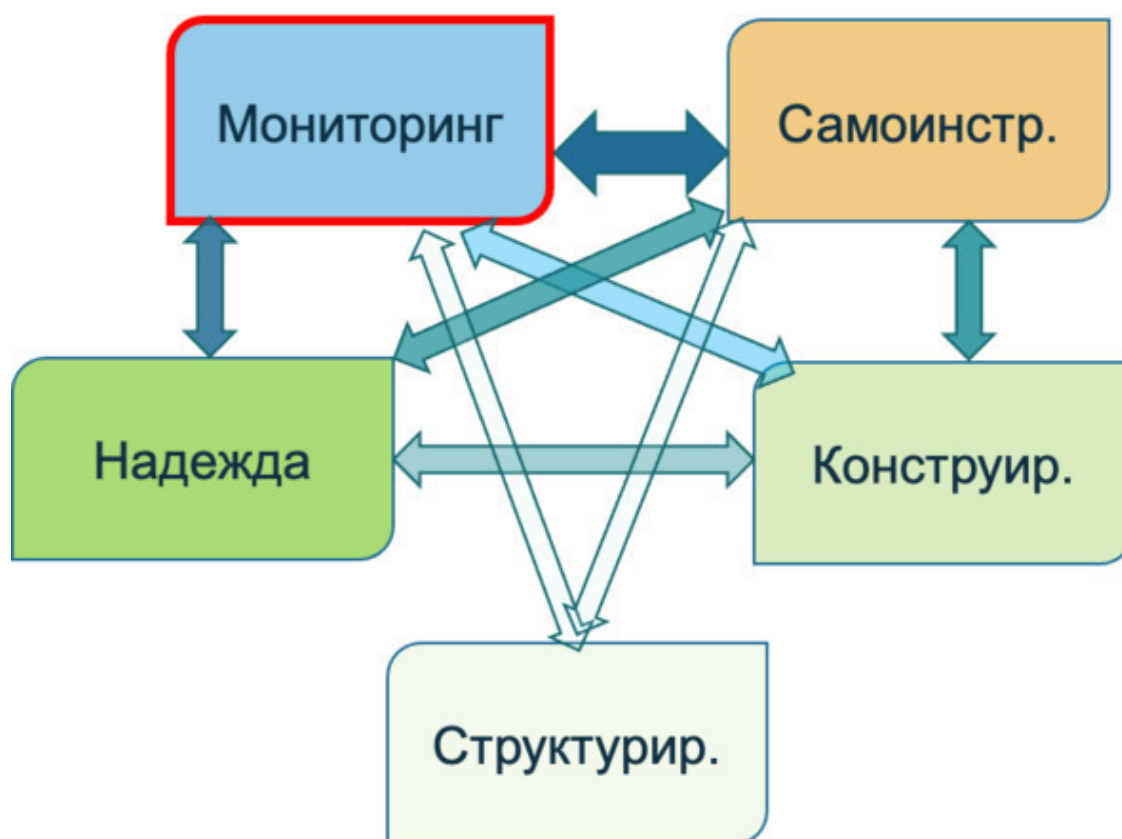 Мониторинг
Самоинстр.
Надежда
Конструир.
Структурир.